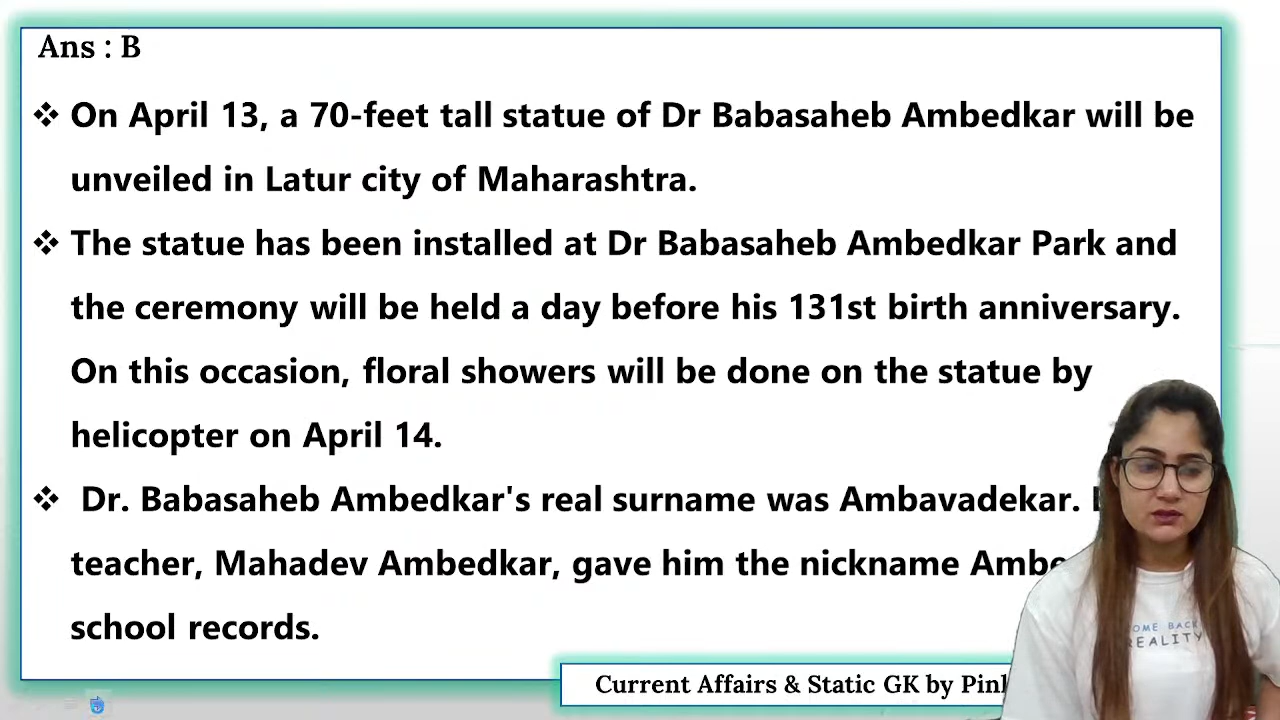 Ans : B
❖ On April 13, a 70-feet tall statue of Dr Babasaheb Ambedkar will be
unveiled in Latur city of Maharashtra.
❖ The statue has been installed at Dr Babasaheb Ambedkar Park and
the ceremony will be held a day before his 131st birth anniversary.
On this occasion, floral showers will be done on the statue by
helicopter on April 14.
❖ Dr. Babasaheb Ambedkar's real surname was Ambavadekar.
teacher, Mahadev Ambedkar, gave him the nickname
school records.
OME BACK
REALITY
Current Affairs & Static GK by